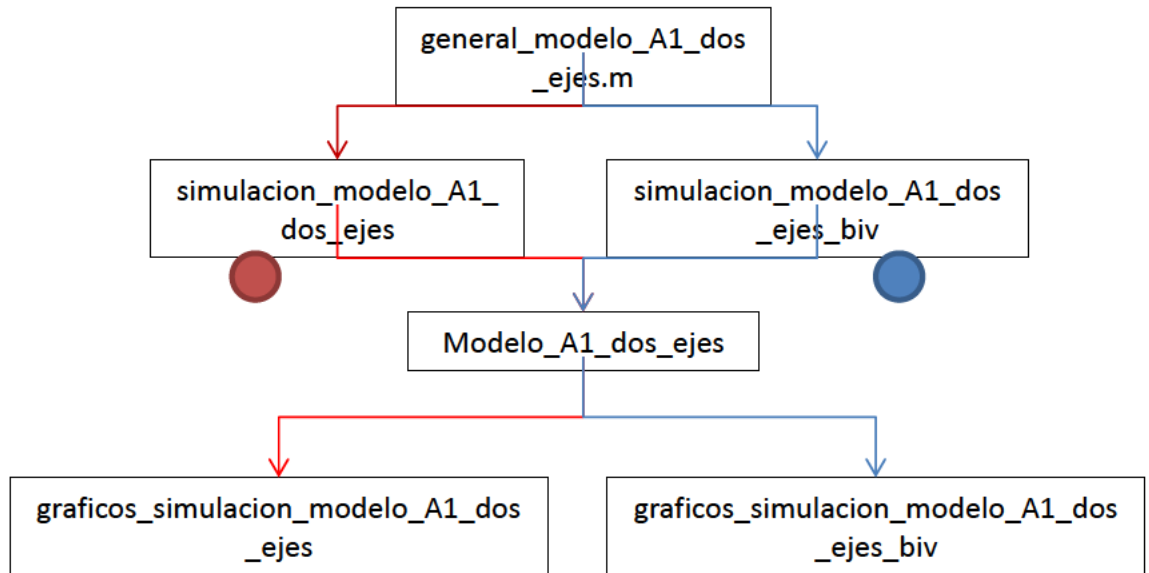 general_modelo_A1_dos
_ejes.m
simulacion_modelo_A1_
dos_ejes
simulacion_modelo_A1_dos
_ejes_biv
Modelo_A1_dos_ejes
graficos_simulacion_modelo_A1_dos
_ejes
graficos_simulacion_modelo_A1_dos
_ejes_biv